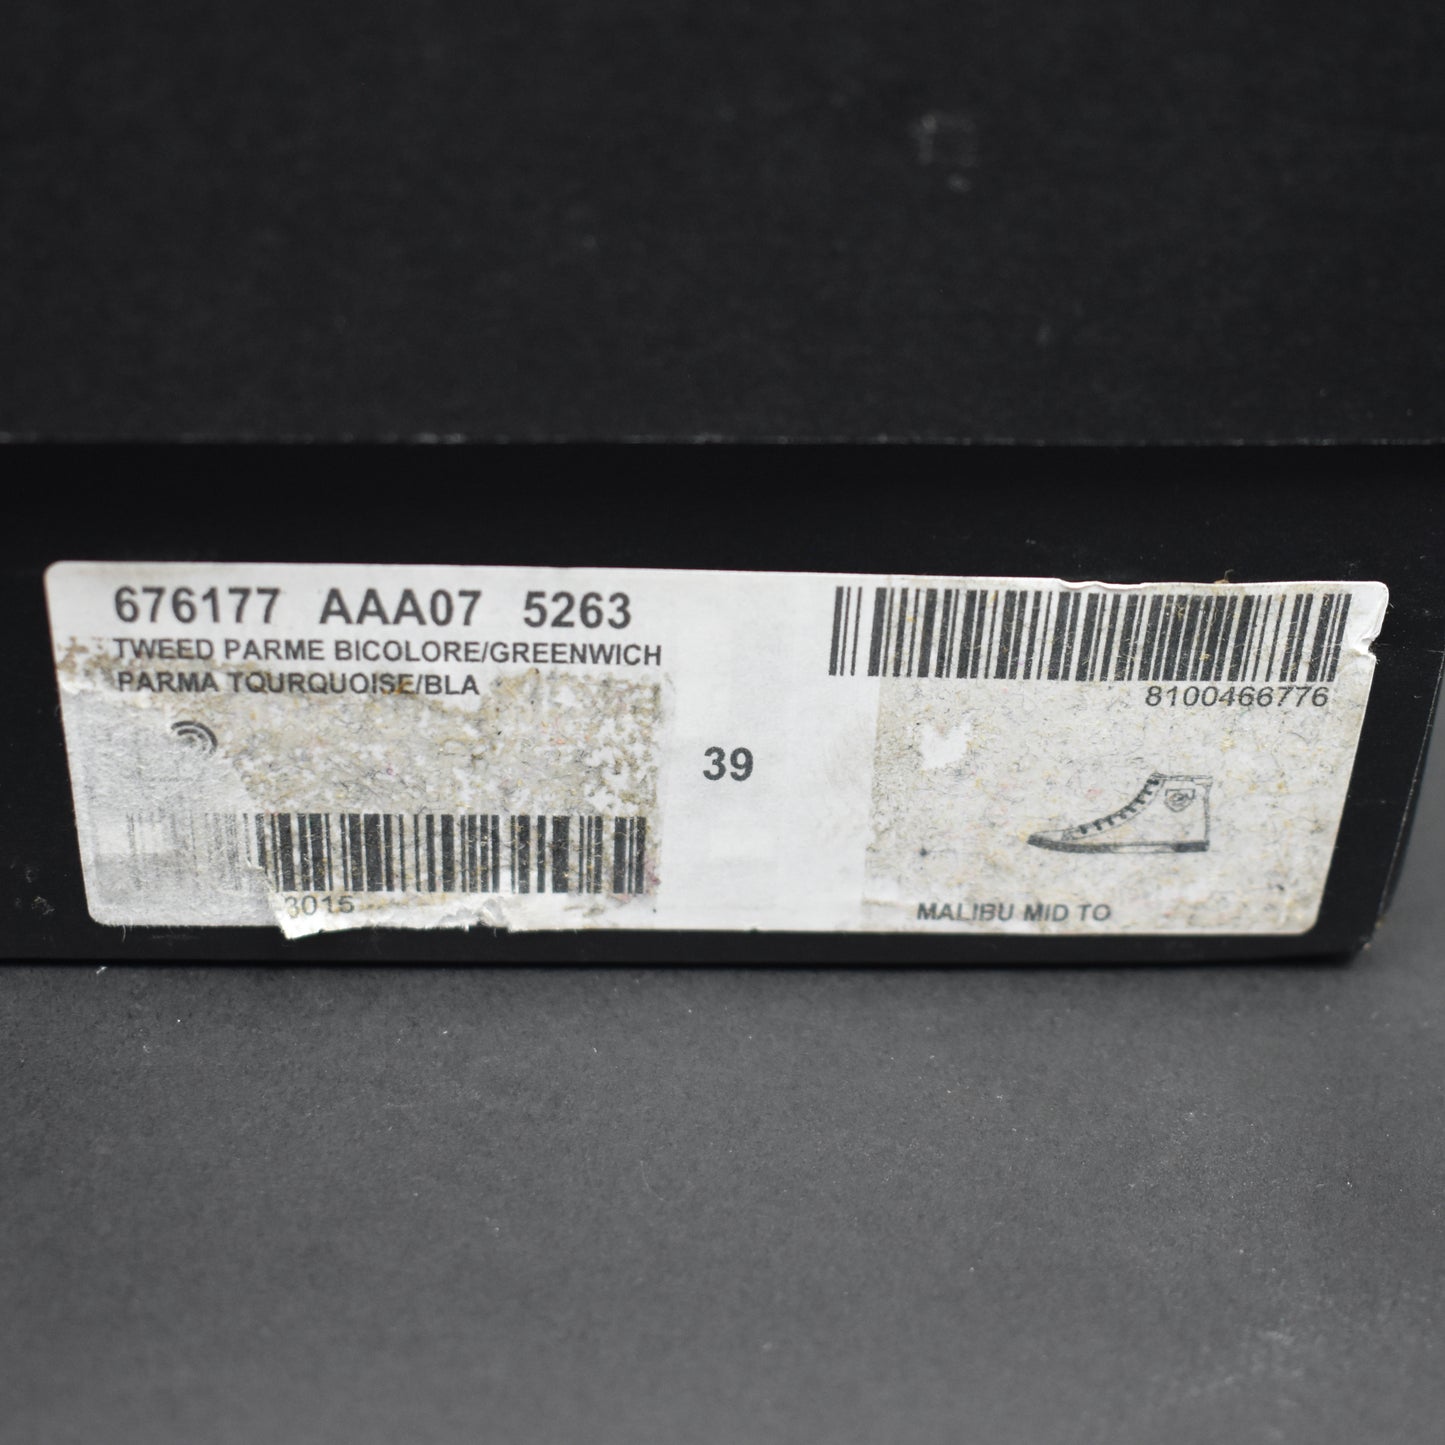 676177 AAA07 5263
TWEED PARME BICOLORE/GREENWICH
PARMA TOURQUOISE/BLA
8100466776
39
3015
MALIBU MID TO